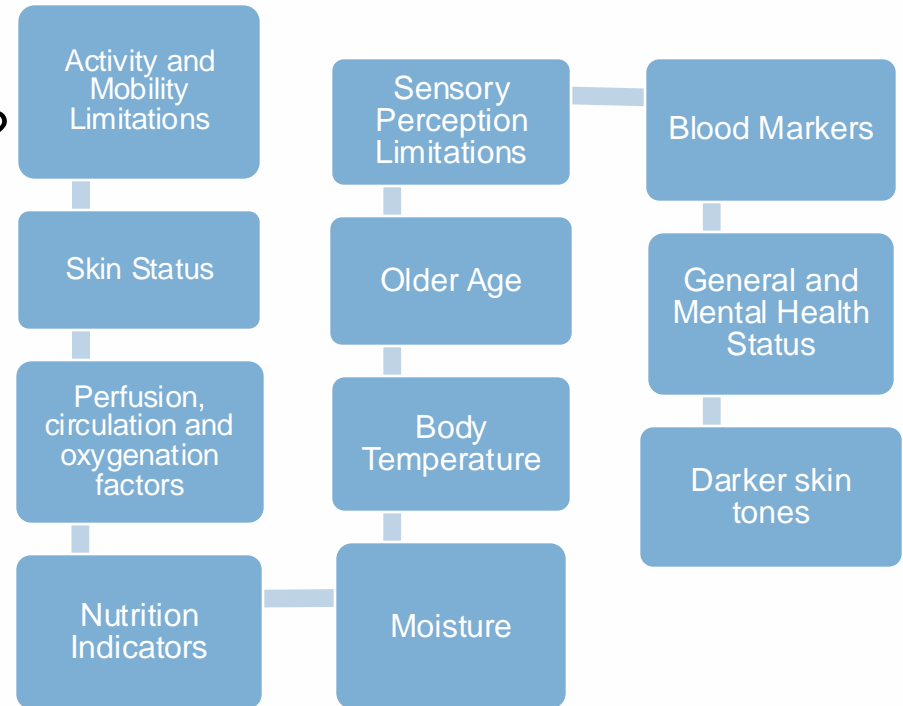 Activity and
Mobility
Limitations
Skin Status
Perfusion,
circulation and
oxygenation
factors
Nutrition
Indicators
Moisture
Body
Temperature
Older Age
Sensory
Perception
Limitations
Blood Markers
General and
Mental Health
Status
Darker skin
tones